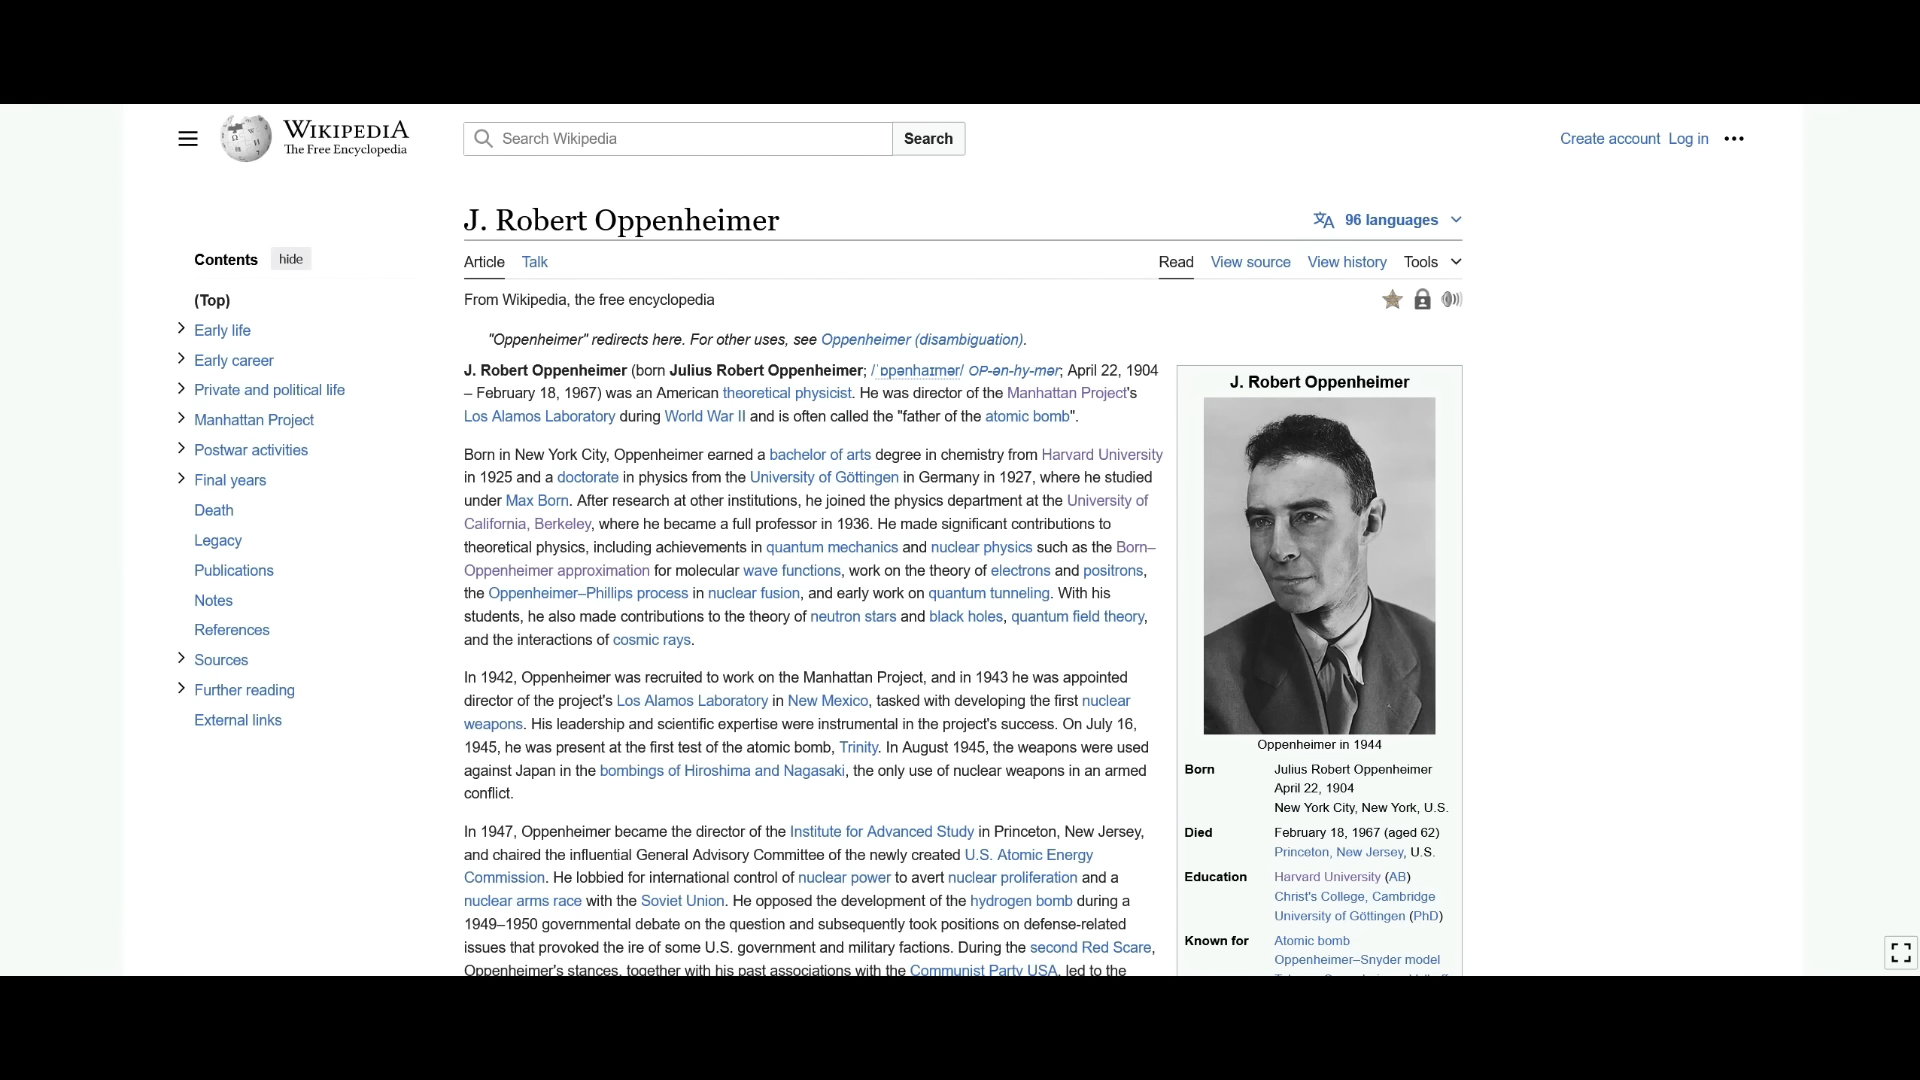 WIKIPEDIA
The Free Encyclopedia
Search Wikipedia
Search
Create account Log in
J. Robert Oppenheimer
96 languages
Article Talk
Read View source View history Tools
From Wikipedia, the free encyclopedia
Contents hide
(Top)
Early life
Early career
Private and political life
Manhattan Project
Postwar activities
Final years
Death
Legacy
Publications
Notes
References
Sources
Further reading
External links
"Oppenheimer" redirects here. For other uses, see Oppenheimer (disambiguation).
J. Robert Oppenheimer (born Julius Robert Oppenheimer; /ˈɒpənhaɪmər/ OP-ən-hy-mər; April 22, 1904
– February 18, 1967) was an American theoretical physicist. He was director of the Manhattan Project's
Los Alamos Laboratory during World War II and is often called the "father of the atomic bomb".
Born in New York City, Oppenheimer earned a bachelor of arts degree in chemistry from Harvard University
in 1925 and a doctorate in physics from the University of Göttingen in Germany in 1927, where he studied
under Max Born. After research at other institutions, he joined the physics department at the University of
California, Berkeley, where he became a full professor in 1936. He made significant contributions to
theoretical physics, including achievements in quantum mechanics and nuclear physics such as the Born–
Oppenheimer approximation for molecular wave functions, work on the theory of electrons and positrons,
the Oppenheimer–Phillips process in nuclear fusion, and early work on quantum tunneling. With his
students, he also made contributions to the theory of neutron stars and black holes, quantum field theory,
and the interactions of cosmic rays.
In 1942, Oppenheimer was recruited to work on the Manhattan Project, and in 1943 he was appointed
director of the project's Los Alamos Laboratory in New Mexico, tasked with developing the first nuclear
weapons. His leadership and scientific expertise were instrumental in the project's success. On July 16,
1945, he was present at the first test of the atomic bomb, Trinity. In August 1945, the weapons were used
against Japan in the bombings of Hiroshima and Nagasaki, the only use of nuclear weapons in an armed
conflict.
In 1947, Oppenheimer became the director of the Institute for Advanced Study in Princeton, New Jersey,
and chaired the influential General Advisory Committee of the newly created U.S. Atomic Energy
Commission. He lobbied for international control of nuclear power to avert nuclear proliferation and a
nuclear arms race with the Soviet Union. He opposed the development of the hydrogen bomb during a
1949–1950 governmental debate on the question and subsequently took positions on defense-related
issues that provoked the ire of some U.S. government and military factions. During the second Red Scare,
Oppenheimer's stances, together with his past associations with the Communist Party USA, led to the
J. Robert Oppenheimer
Oppenheimer in 1944
Born Julius Robert Oppenheimer
April 22, 1904
New York City, New York, U.S.
Died February 18, 1967 (aged 62)
Princeton, New Jersey, U.S.
Education Harvard University (AB)
Christ's College, Cambridge
University of Göttingen (PhD)
Known for Atomic bomb
Oppenheimer–Snyder model